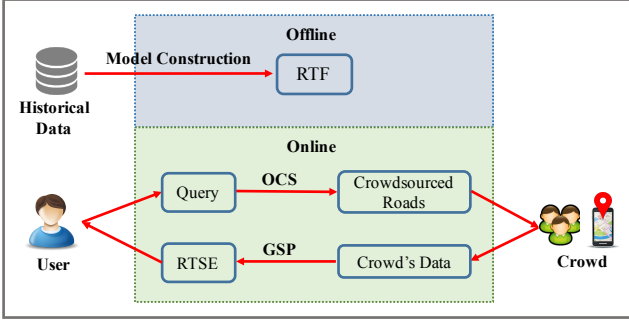 Offline
Model Construction
RTF
Historical
Data
Online
Query
OCS
Crowdsourced
Roads
User
RTSE
GSP
Crowd's Data
Crowd